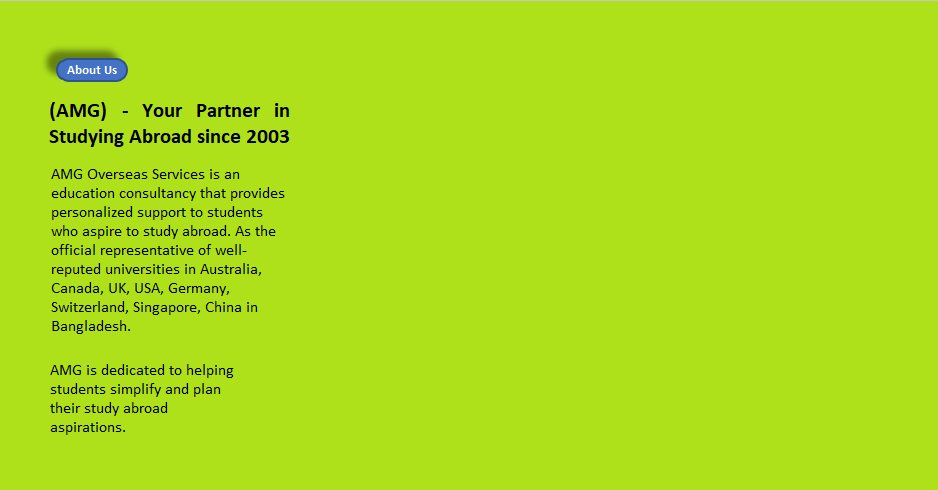 About Us
(AMG) - Your Partner in
Studying Abroad since 2003
AMG Overseas Services is an
education consultancy that provides
personalized support to students
who aspire to study abroad. As the
official representative of well-
reputed universities in Australia,
Canada, UK, USA, Germany,
Switzerland, Singapore, China in
Bangladesh.
AMG is dedicated to helping
students simplify and plan
their study abroad
aspirations.